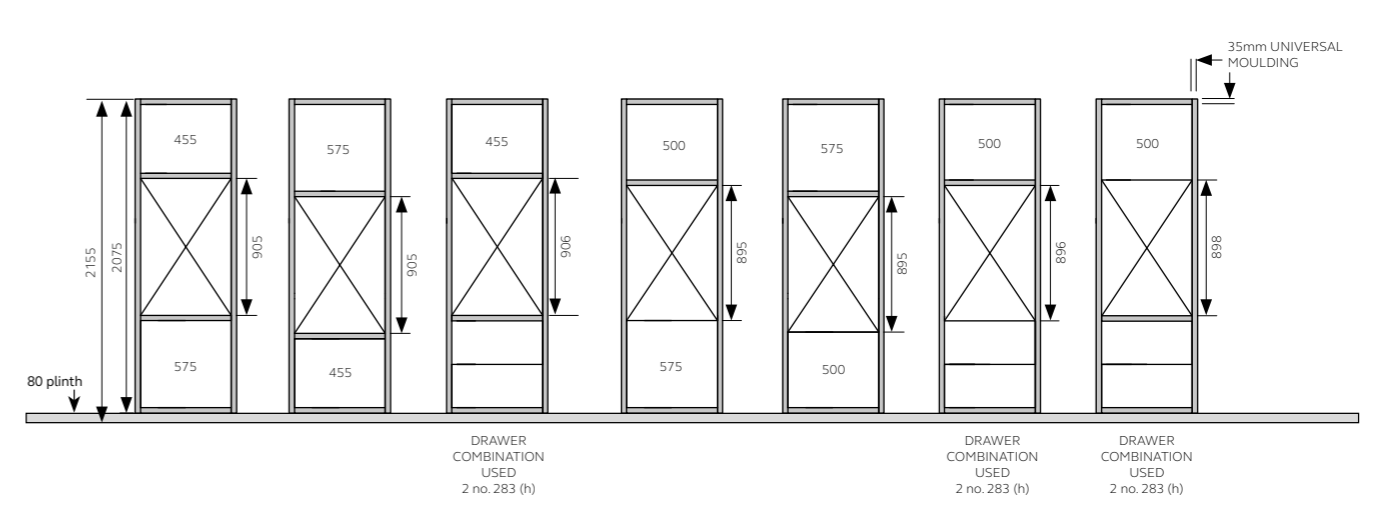 35mm UNIVERSAL
MOULDING
455
575
455
500
575
500
500
2155
2075
905
905
906
895
895
896
898
575
455
575
500
80 plinth
DRAWER
COMBINATION
USED
2 no. 283 (h)
DRAWER
COMBINATION
USED
2 no. 283 (h)
DRAWER
COMBINATION
USED
2 no. 283 (h)